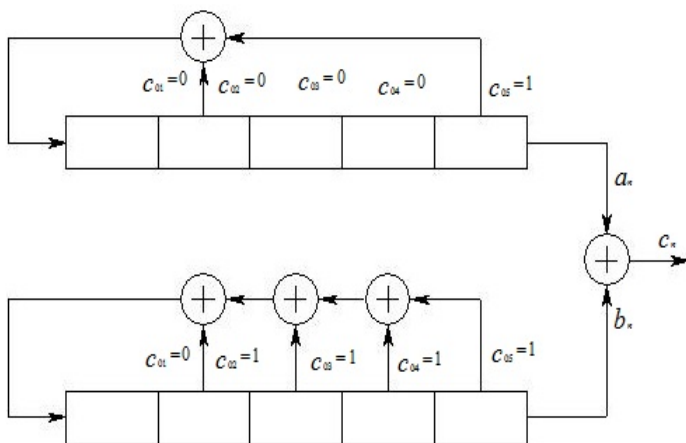 c₀₁=0 c₀₂=0 c₀₃=0 c₀₄=0 c₀₅=1
aₙ
cₙ
bₙ
c₀₁=0 c₀₂=1 c₀₃=1 c₀₄=1 c₀₅=1